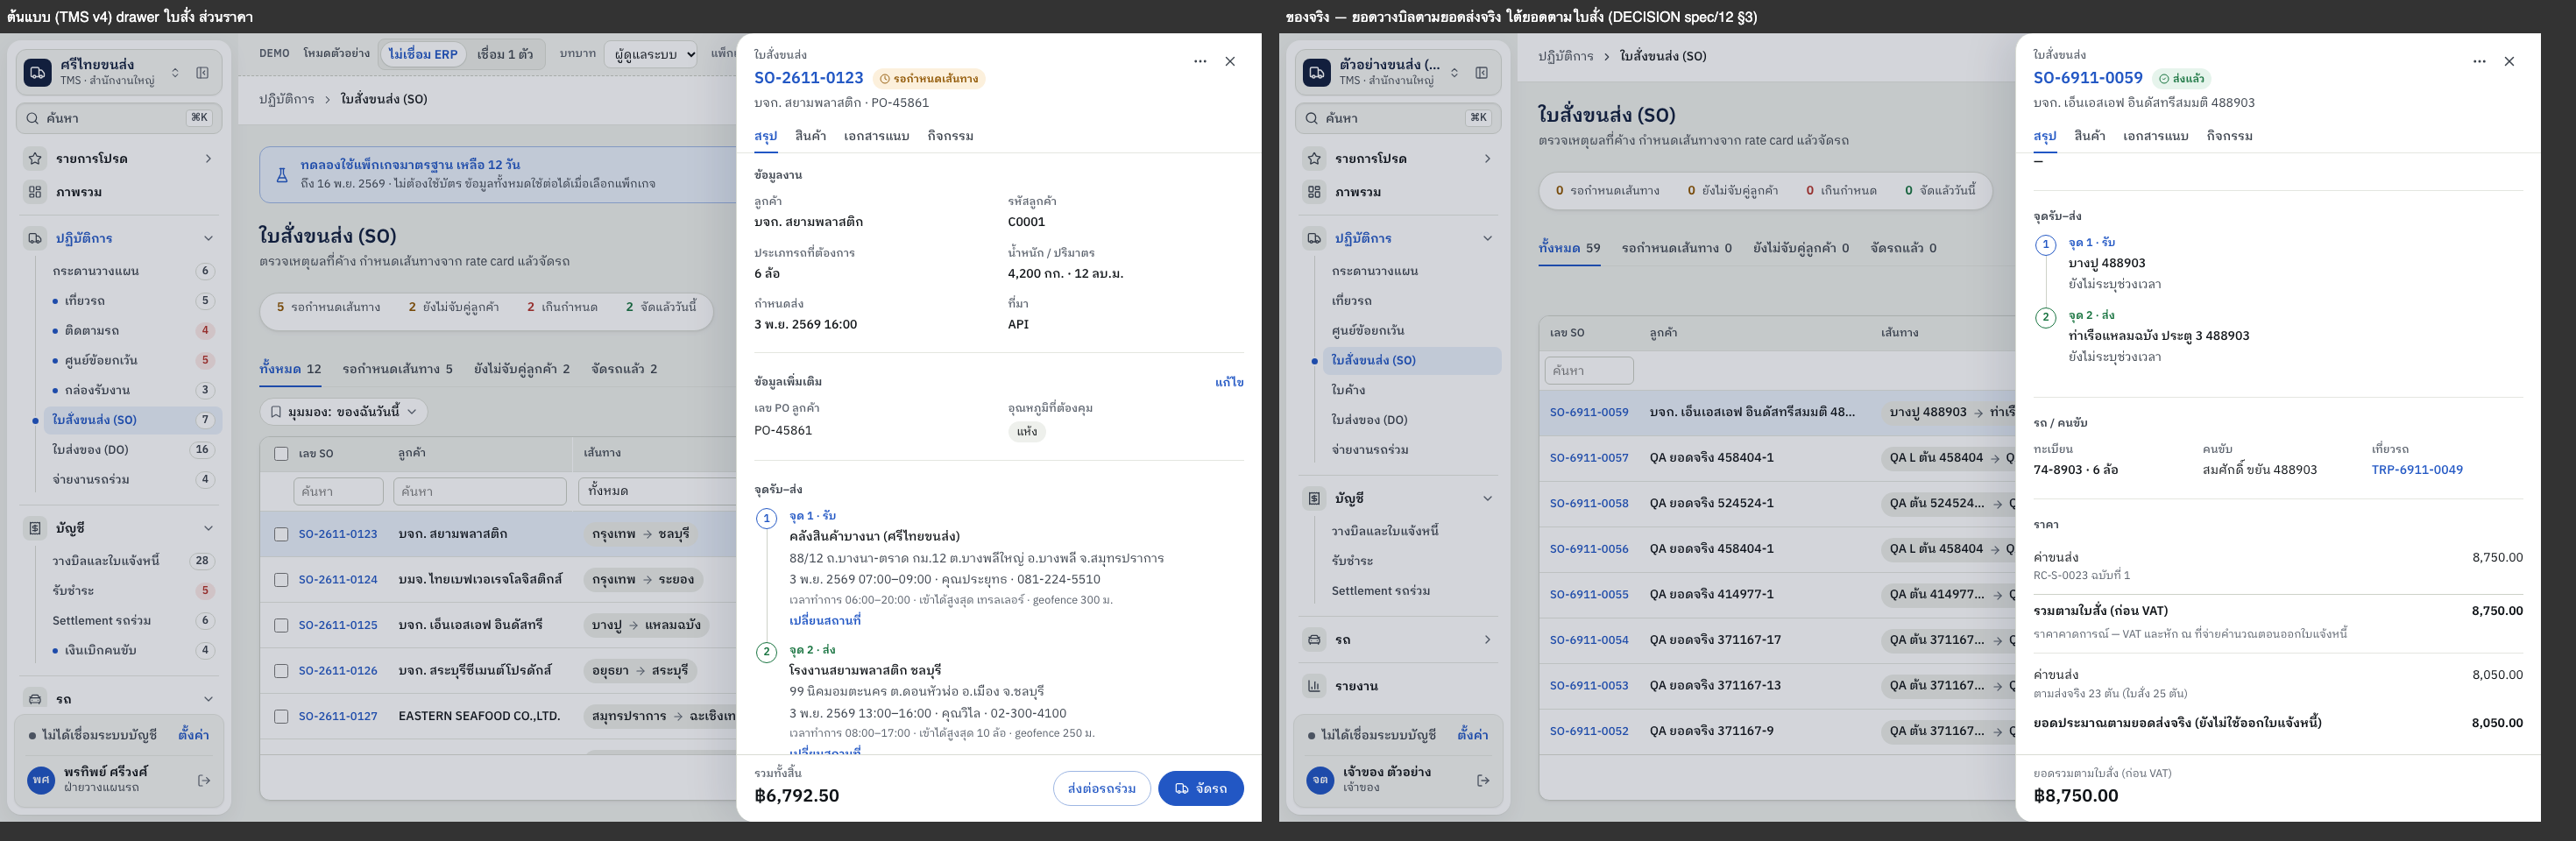 ต้นแบบ (TMS v4) drawer ใบสั่ง ส่วนราคา
ศรีไทยขนส่ง
TMS · สำนักงานใหญ่
ค้นหา ⌘K
รายการโปรด
ภาพรวม
ปฏิบัติการ
กระดานวางแผน 6
เที่ยวรถ 5
ติดตามรถ 4
ศูนย์ข้อยกเว้น 5
กล่องรับงาน 3
ใบสั่งขนส่ง (SO) 7
ใบส่งของ (DO) 16
จ่ายงานรถร่วม 4
บัญชี
วางบิลและใบแจ้งหนี้ 28
รับชำระ 5
Settlement รถร่วม 6
เงินเบิกคนขับ 4
รถ
ไม่ได้เชื่อมระบบบัญชี ตั้งค่า
พศ
พรทิพย์ ศรีวงศ์
ฝ่ายวางแผนรถ
DEMO โหมดตัวอย่าง ไม่เชื่อม ERP เชื่อม 1 ตัว บทบาท ผู้ดูแลระบบ
ปฏิบัติการ > ใบสั่งขนส่ง (SO)
ทดลองใช้แพ็กเกจมาตรฐาน เหลือ 12 วัน
ถึง 16 พ.ย. 2569 · ไม่ต้องใช้บัตร ข้อมูลทั้งหมดใช้ต่อได้เมื่อเลือกแพ็กเกจ
ใบสั่งขนส่ง (SO)
ตรวจเหตุผลที่ค้าง กำหนดเส้นทางจาก rate card แล้วจัดรถ
5 รอกำหนดเส้นทาง 2 ยังไม่จับคู่ลูกค้า 2 เกินกำหนด 2 จัดแล้ววันนี้
ทั้งหมด 12 รอกำหนดเส้นทาง 5 ยังไม่จับคู่ลูกค้า 2 จัดรถแล้ว 2
มุมมอง: ของฉันวันนี้
เลข SO ลูกค้า เส้นทาง
ค้นหา ค้นหา ทั้งหมด
SO-2611-0123 บจก. สยามพลาสติก กรุงเทพ → ชลบุรี
SO-2611-0124 บมจ. ไทยเบฟเวอเรจโลจิสติกส์ กรุงเทพ → ระยอง
SO-2611-0125 บจก. เอ็นเอสเอฟ อินดัสทรี บางปู → แหลมฉบัง
SO-2611-0126 บจก. สระบุรีซีเมนต์โปรดักส์ อยุธยา → สระบุรี
SO-2611-0127 EASTERN SEAFOOD CO.,LTD. สมุทรปราการ → ฉะเชิงเท
ใบสั่งขนส่ง
SO-2611-0123 รอกำหนดเส้นทาง
บจก. สยามพลาสติก · PO-45861
สรุป สินค้า เอกสารแนบ กิจกรรม
ข้อมูลงาน
ลูกค้า รหัสลูกค้า
บจก. สยามพลาสติก C0001
ประเภทรถที่ต้องการ น้ำหนัก / ปริมาตร
6 ล้อ 4,200 กก. · 12 ลบ.ม.
กำหนดส่ง ที่มา
3 พ.ย. 2569 16:00 API
ข้อมูลเพิ่มเติม แก้ไข
เลข PO ลูกค้า อุณหภูมิที่ต้องคุม
PO-45861 แห้ง
จุดรับ–ส่ง
1 จุด 1 · รับ
คลังสินค้าบางนา (ศรีไทยขนส่ง)
88/12 ถ.บางนา-ตราด กม.12 ต.บางพลีใหญ่ อ.บางพลี จ.สมุทรปราการ
3 พ.ย. 2569 07:00–09:00 · คุณประยุทธ · 081-224-5510
เวลาทำการ 06:00–20:00 · เข้าได้สูงสุด เทรลเลอร์ · geofence 300 ม.
เปลี่ยนสถานที่
2 จุด 2 · ส่ง
โรงงานสยามพลาสติก ชลบุรี
99 นิคมอมตะนคร ต.ดอนหัวฬ่อ อ.เมือง จ.ชลบุรี
3 พ.ย. 2569 13:00–16:00 · คุณวิไล · 02-300-4100
เวลาทำการ 08:00–17:00 · เข้าได้สูงสุด 10 ล้อ · geofence 250 ม.
เปลี่ยนสถานที่
รวมทั้งสิ้น
฿6,792.50
ส่งต่อรถร่วม จัดรถ
ของจริง — ยอดวางบิลตามยอดส่งจริง ใต้ยอดตามใบสั่ง (DECISION spec/12 §3)
ตัวอย่างขนส่ง (...
TMS · สำนักงานใหญ่
ค้นหา ⌘K
รายการโปรด
ภาพรวม
ปฏิบัติการ
กระดานวางแผน
เที่ยวรถ
ศูนย์ข้อยกเว้น
ใบสั่งขนส่ง (SO)
ใบค้าง
ใบส่งของ (DO)
จ่ายงานรถร่วม
บัญชี
วางบิลและใบแจ้งหนี้
รับชำระ
Settlement รถร่วม
รถ
รายงาน
ไม่ได้เชื่อมระบบบัญชี ตั้งค่า
จต
เจ้าของ ตัวอย่าง
เจ้าของ
ปฏิบัติการ > ใบสั่งขนส่ง (SO)
ใบสั่งขนส่ง (SO)
ตรวจเหตุผลที่ค้าง กำหนดเส้นทางจาก rate card แล้วจัดรถ
0 รอกำหนดเส้นทาง 0 ยังไม่จับคู่ลูกค้า 0 เกินกำหนด 0 จัดแล้ววันนี้
ทั้งหมด 59 รอกำหนดเส้นทาง 0 ยังไม่จับคู่ลูกค้า 0 จัดรถแล้ว 0
เลข SO ลูกค้า เส้นทาง
ค้นหา
SO-6911-0059 บจก. เอ็นเอสเอฟ อินดัสทรีสมมติ 48... บางปู 488903 → ท่าเรื
SO-6911-0057 QA ยอดจริง 458404-1 QA L ต้น 458404 → Q
SO-6911-0058 QA ยอดจริง 524524-1 QA ต้น 524524... → Q
SO-6911-0056 QA ยอดจริง 458404-1 QA L ต้น 458404 → Q
SO-6911-0055 QA ยอดจริง 414977-1 QA ต้น 414977... → Q
SO-6911-0054 QA ยอดจริง 371167-17 QA ต้น 371167... → Q
SO-6911-0053 QA ยอดจริง 371167-13 QA ต้น 371167... → Q
SO-6911-0052 QA ยอดจริง 371167-9 QA ต้น 371167... → Q
ใบสั่งขนส่ง
SO-6911-0059 ส่งแล้ว
บจก. เอ็นเอสเอฟ อินดัสทรีสมมติ 488903
สรุป สินค้า เอกสารแนบ กิจกรรม
—
จุดรับ–ส่ง
1 จุด 1 · รับ
บางปู 488903
ยังไม่ระบุช่วงเวลา
2 จุด 2 · ส่ง
ท่าเรือแหลมฉบัง ประตู 3 488903
ยังไม่ระบุช่วงเวลา
รถ / คนขับ
ทะเบียน คนขับ เที่ยวรถ
74-8903 · 6 ล้อ สมศักดิ์ ขยัน 488903 TRP-6911-0049
ราคา
ค่าขนส่ง 8,750.00
RC-S-0023 ฉบับที่ 1
รวมตามใบสั่ง (ก่อน VAT) 8,750.00
ราคาคาดการณ์ — VAT และหัก ณ ที่จ่ายคำนวณตอนออกใบแจ้งหนี้
ค่าขนส่ง 8,050.00
ตามส่งจริง 23 ตัน (ใบสั่ง 25 ตัน)
ยอดประมาณตามยอดส่งจริง (ยังไม่ใช้ออกใบแจ้งหนี้) 8,050.00
ยอดรวมตามใบสั่ง (ก่อน VAT)
฿8,750.00